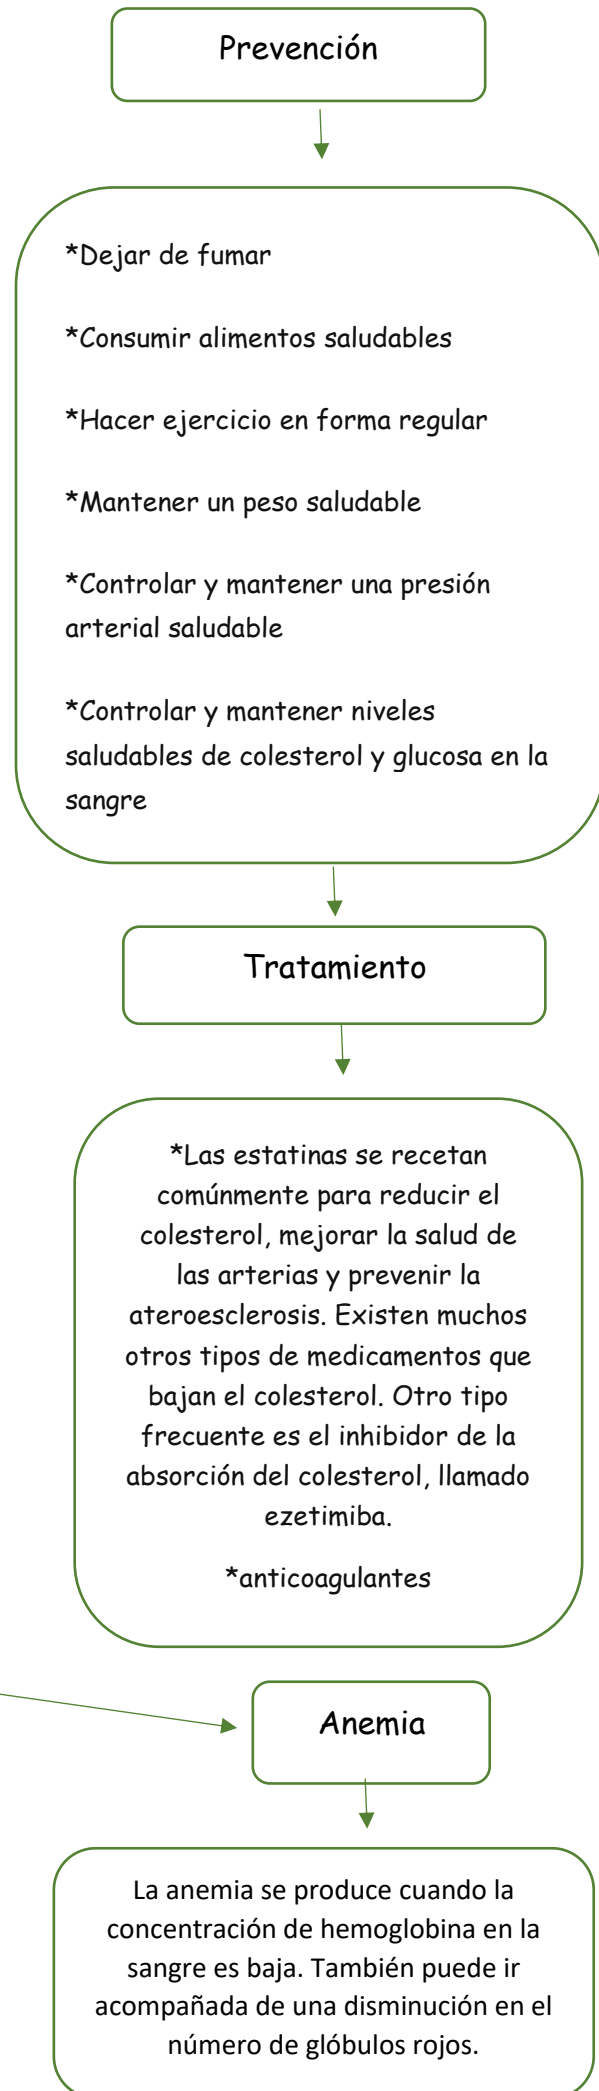 Prevención
*Dejar de fumar
*Consumir alimentos saludables
*Hacer ejercicio en forma regular
*Mantener un peso saludable
*Controlar y mantener una presión
arterial saludable
*Controlar y mantener niveles
saludables de colesterol y glucosa en la
sangre
Tratamiento
*Las estatinas se recetan
comúnmente para reducir el
colesterol, mejorar la salud de
las arterias y prevenir la
ateroesclerosis. Existen muchos
otros tipos de medicamentos que
bajan el colesterol. Otro tipo
frecuente es el inhibidor de la
absorción del colesterol, llamado
ezetimiba.
*anticoagulantes
Anemia
La anemia se produce cuando la
concentración de hemoglobina en la
sangre es baja. También puede ir
acompañada de una disminución en el
número de glóbulos rojos.